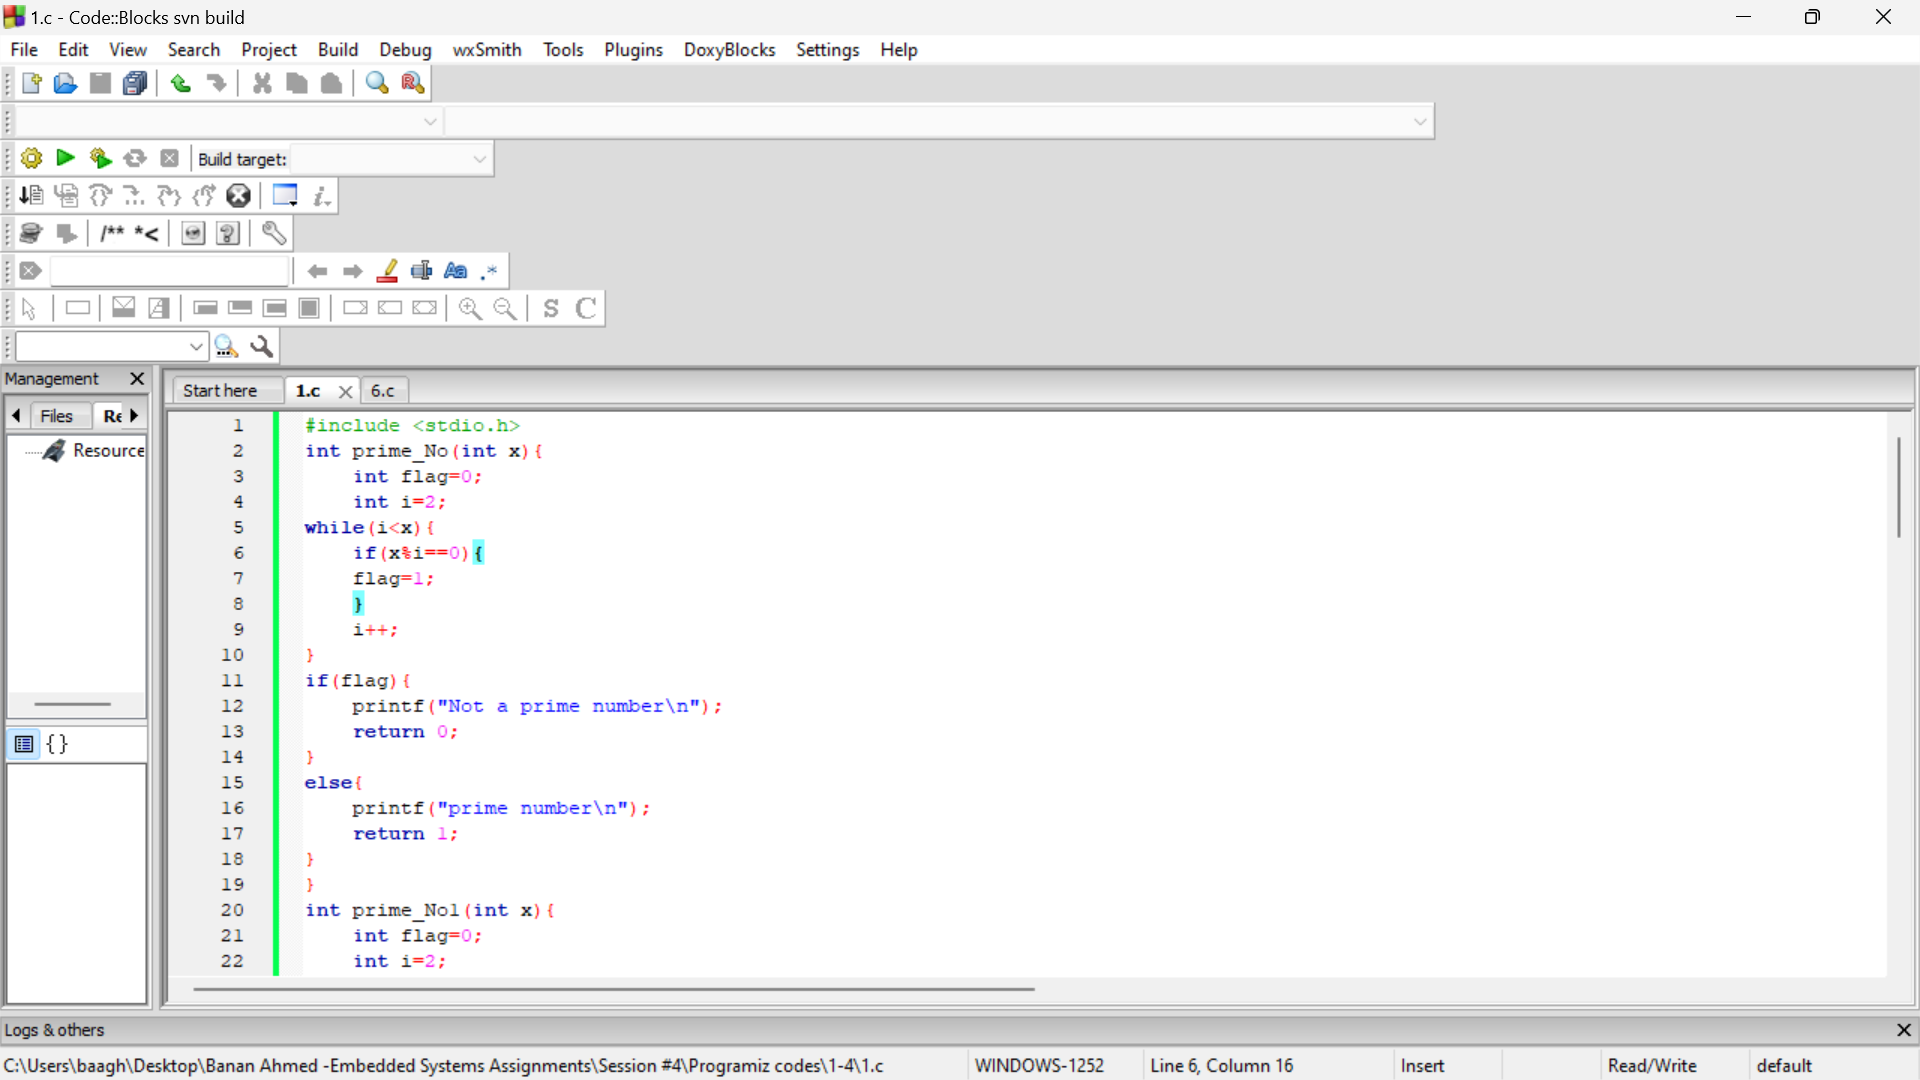 1.c - Code::Blocks svn build
File Edit View Search Project Build Debug wxSmith Tools Plugins DoxyBlocks Settings Help
Build target:
/** *<
Aa .*
S C
Management
Start here 1.c 6.c
Files Re
Resource
{}
1 #include <stdio.h>
2 int prime_No(int x){
3 int flag=0;
4 int i=2;
5 while(i<x){
6 if(x%i==0){
7 flag=1;
8 }
9 i++;
10 }
11 if(flag){
12 printf("Not a prime number\n");
13 return 0;
14 }
15 else{
16 printf("prime number\n");
17 return 1;
18 }
19 }
20 int prime_No1(int x){
21 int flag=0;
22 int i=2;
Logs & others
C:\Users\baagh\Desktop\Banan Ahmed -Embedded Systems Assignments\Session #4\Programiz codes\1-4\1.c WINDOWS-1252 Line 6, Column 16 Insert Read/Write default